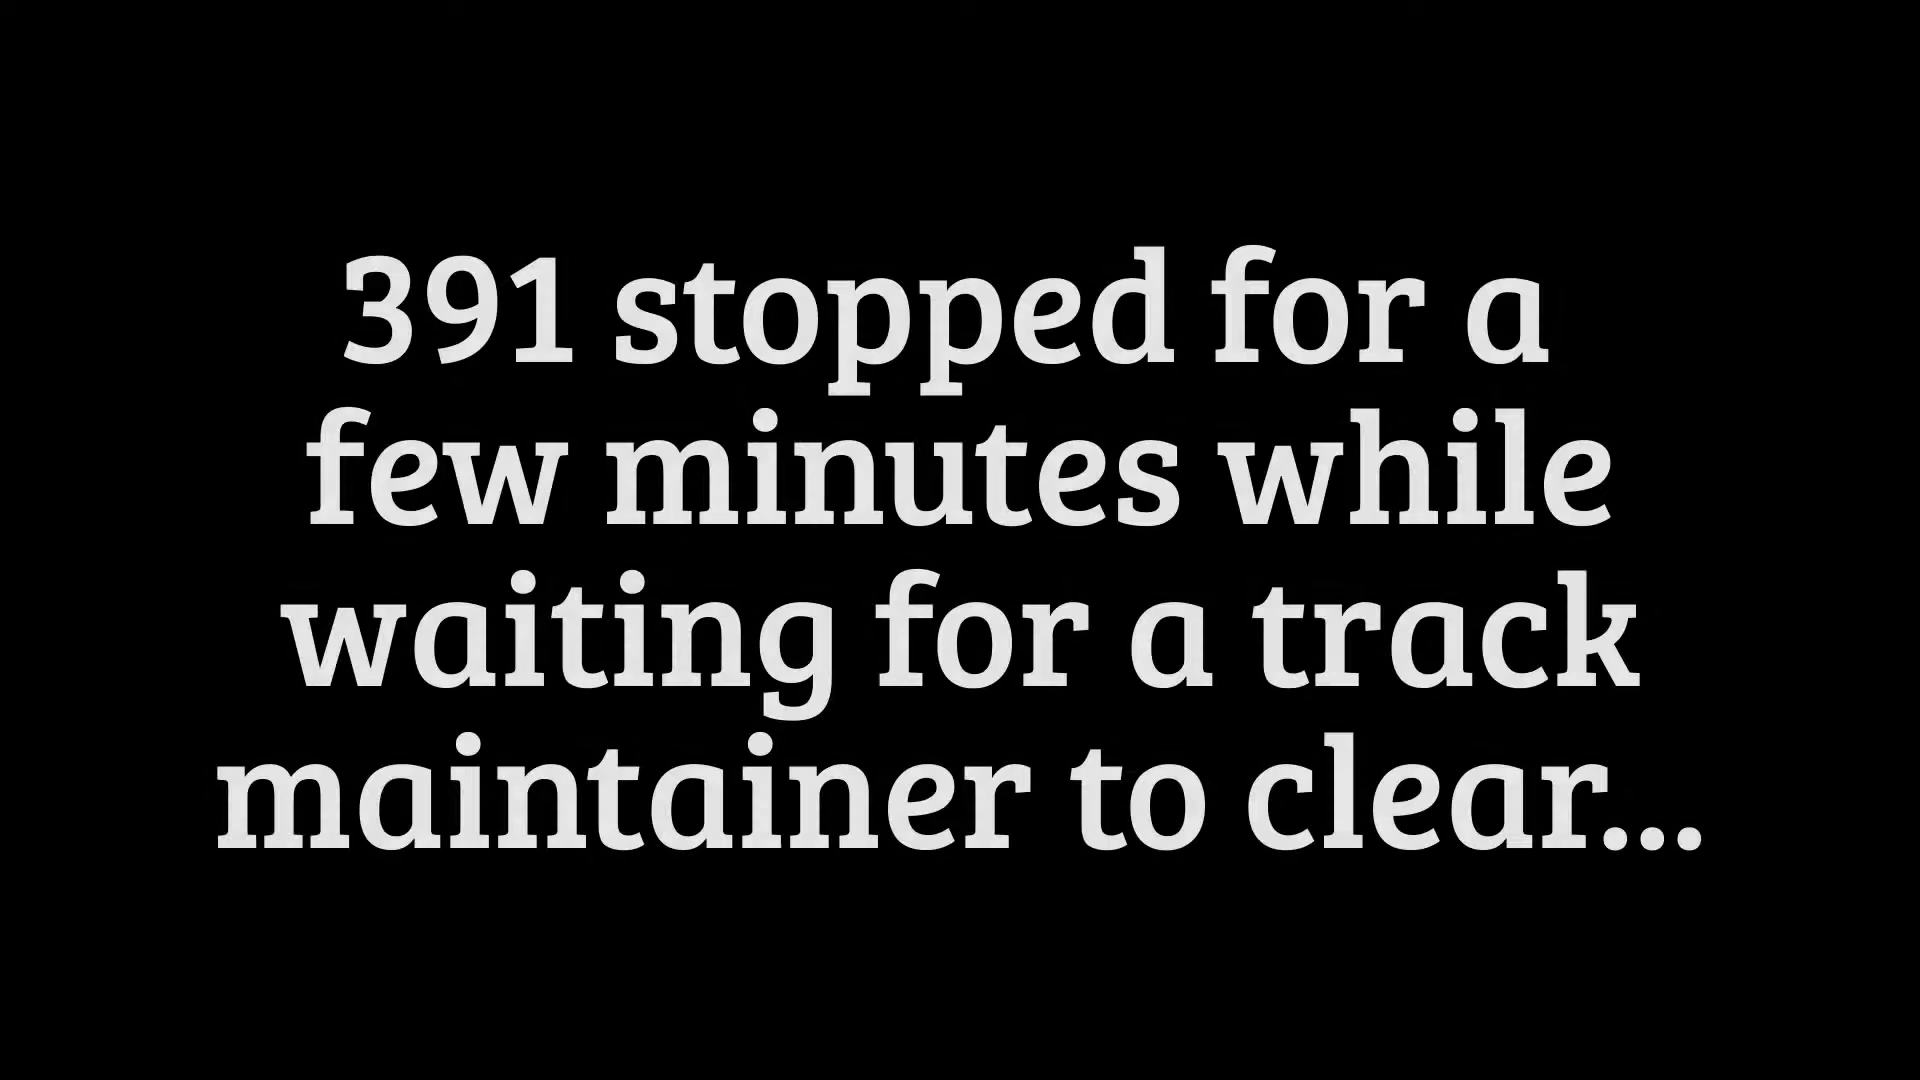 391 stopped for a
few minutes while
waiting for a track
maintainer to clear...